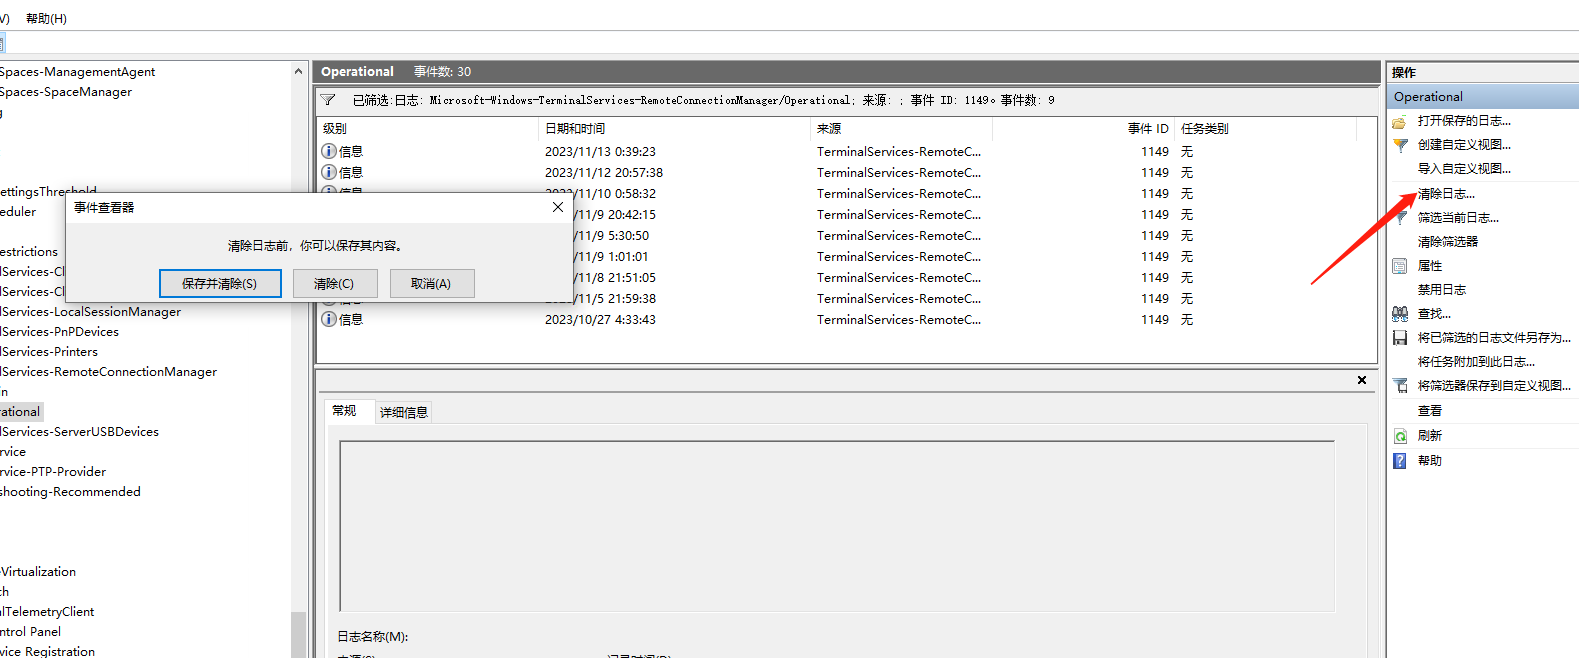 V) 帮助(H)
Spaces-ManagementAgent
Spaces-SpaceManager
g
ettingsThreshold
eduler
estrictions
lServices-Cl
lServices-Cl
lServices-LocalSessionManager
lServices-PnPDevices
lServices-Printers
lServices-RemoteConnectionManager
in
rational
lServices-ServerUSBDevices
rvice
rvice-PTP-Provider
shooting-Recommended
Virtualization
ch
alTelemetryClient
ntrol Panel
vice Registration
Operational 事件数: 30
已筛选:日志: Microsoft-Windows-TerminalServices-RemoteConnectionManager/Operational; 来源: ; 事件 ID: 1149。事件数: 9
级别 日期和时间 来源 事件 ID 任务类别
信息 2023/11/13 0:39:23 TerminalServices-RemoteC... 1149 无
信息 2023/11/12 20:57:38 TerminalServices-RemoteC... 1149 无
信息 2023/11/10 0:58:32 TerminalServices-RemoteC... 1149 无
/11/9 20:42:15 TerminalServices-RemoteC... 1149 无
/11/9 5:30:50 TerminalServices-RemoteC... 1149 无
/11/9 1:01:01 TerminalServices-RemoteC... 1149 无
/11/8 21:51:05 TerminalServices-RemoteC... 1149 无
/11/5 21:59:38 TerminalServices-RemoteC... 1149 无
信息 2023/10/27 4:33:43 TerminalServices-RemoteC... 1149 无
事件查看器
清除日志前，你可以保存其内容。
保存并清除(S) 清除(C) 取消(A)
常规 详细信息
日志名称(M):
来源(S): 记录时间(D):
操作
Operational
打开保存的日志...
创建自定义视图...
导入自定义视图...
清除日志...
筛选当前日志...
清除筛选器
属性
禁用日志
查找...
将已筛选的日志文件另存为...
将任务附加到此日志...
将筛选器保存到自定义视图...
查看
刷新
帮助